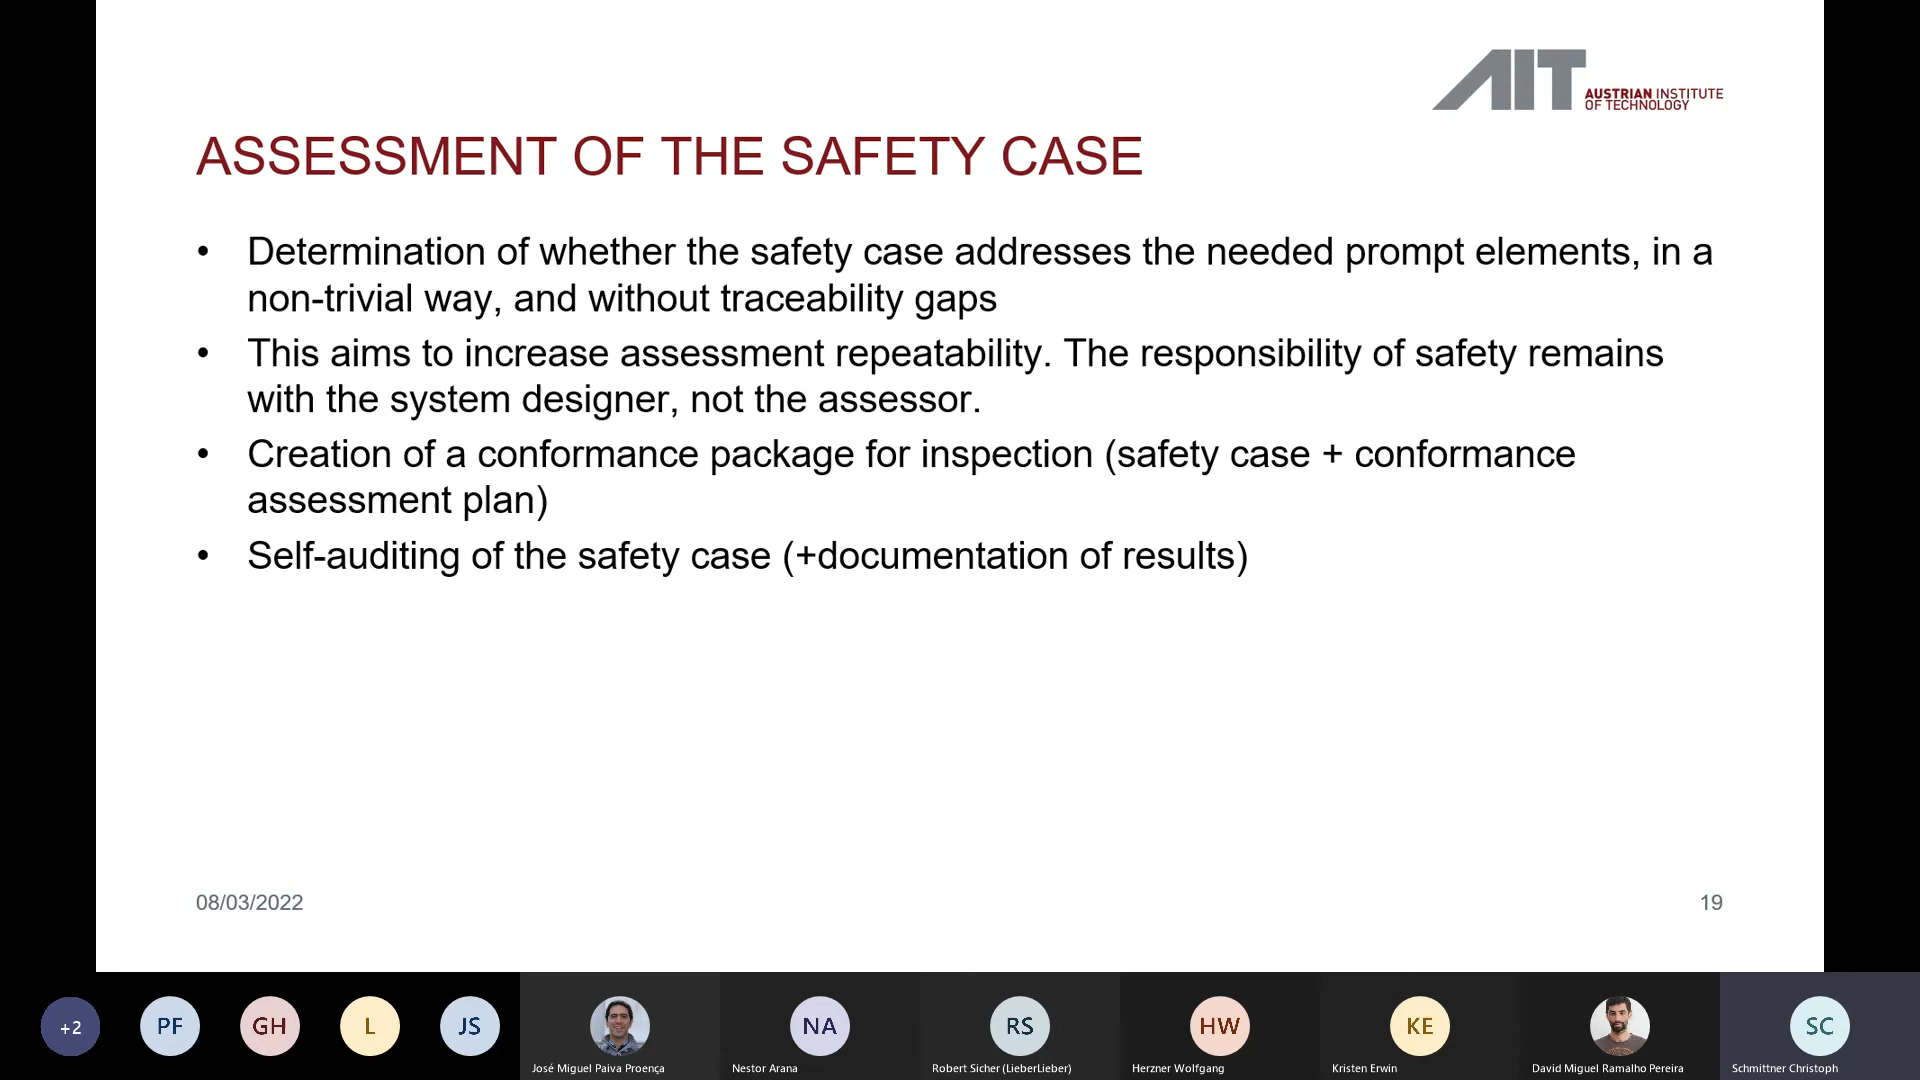 AIT
AUSTRIAN INSTITUTE
OF TECHNOLOGY
ASSESSMENT OF THE SAFETY CASE
• Determination of whether the safety case addresses the needed prompt elements, in a
non-trivial way, and without traceability gaps
• This aims to increase assessment repeatability. The responsibility of safety remains
with the system designer, not the assessor.
• Creation of a conformance package for inspection (safety case + conformance
assessment plan)
• Self-auditing of the safety case (+documentation of results)
08/03/2022
19
+2
PF
GH
L
JS
NA
RS
HW
KE
SC
José Miguel Paiva Proença
Nestor Arana
Robert Sicher (LieberLieber)
Herzner Wolfgang
Kristen Erwin
David Miguel Ramalho Pereira
Schmittner Christoph